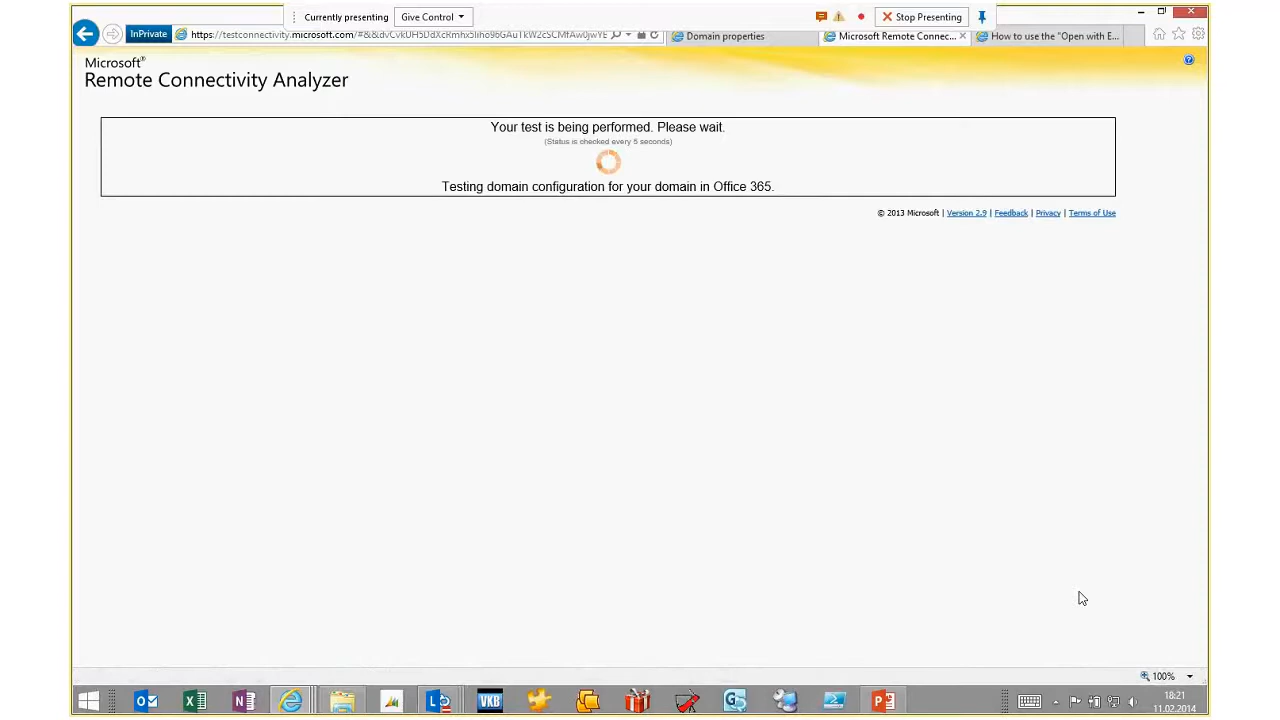 Currently presenting
Give Control
Stop Presenting
InPrivate
Domain properties
Microsoft Remote Connec...
How to use the "Open with E...
Microsoft®
Remote Connectivity Analyzer
Your test is being performed. Please wait.
(Status is checked every 5 seconds)
Testing domain configuration for your domain in Office 365.
© 2013 Microsoft | Version 2.9 | Feedback | Privacy | Terms of Use
100%
VKB
18:21
11.02.2014